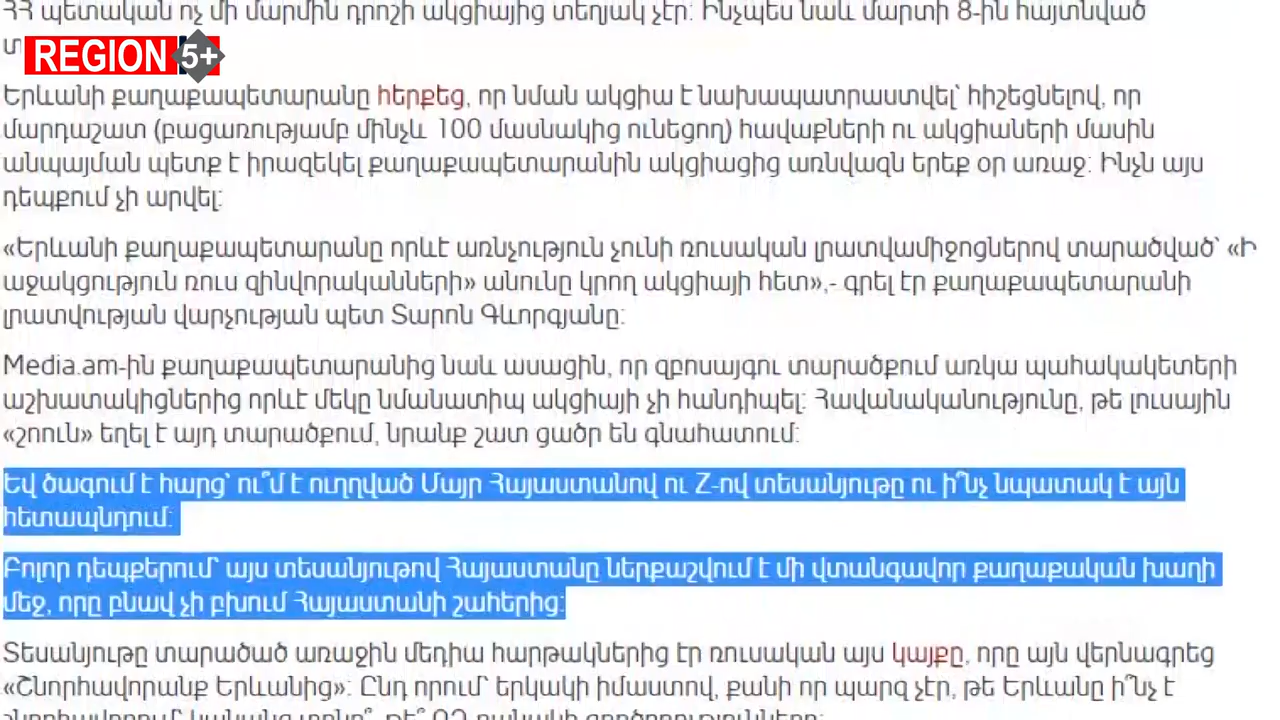 ՀՀ պետական ոչ մի մարմին դրոշի ակցիայից տեղյակ չէր։ Ինչպես նաև մարտի 8-ին հայտնված
REGION 5+
Երևանի քաղաքապետարանը հերքեց, որ նման ակցիա է նախապատրաստվել՝ հիշեցնելով, որ
մարդաշատ (բացառությամբ մինչև 100 մասնակից ունեցող) հավաքների ու ակցիաների մասին
անպայման պետք է իրազեկել քաղաքապետարանին ակցիացից առնվազն երեք օր առաջ։ Ինչն այս
դեպքում չի արվել։
«Երևանի քաղաքապետարանը որևէ առնչություն չունի ռուսական լրատվամիջոցներով տարածված՝ «Ի
աջակցություն ռուս զինվորականների» անունը կրող ակցիայի հետ»,- գրել էր քաղաքապետարանի
լրատվության վարչության պետ Տարոն Գևորգյանը։
Media.am-ին քաղաքապետարանից նաև ասացին, որ զբոսայգու տարածքում առկա պահակակետերի
աշխատակիցներից որևէ մեկը նմանատիպ ակցիայի չի հանդիպել։ Հավանականությունը, թե լուսային
«շոուն» եղել է այդ տարածքում, նրանք շատ ցածր են գնահատում։
Եվ ծագում է հարց՝ ու՞մ է ուղղված Մայր Հայաստանով ու Z-ով տեսանյութը ու ի՞նչ նպատակ է այն
հետապնդում։
Բոլոր դեպքերում՝ այս տեսանյութով Հայաստանը ներքաշվում է մի վտանգավոր քաղաքական խաղի
մեջ, որը բնավ չի բխում Հայաստանի շահերից։
Տեսանյութը տարածած առաջին մեդիա հարթակներից էր ռուսական այս կայքը, որը այն վերնագրեց
«Շնորհավորանք Երևանից»։ Ընդ որում՝ երկակի իմաստով, քանի որ պարզ չէր, թե Երևանը ի՞նչ է